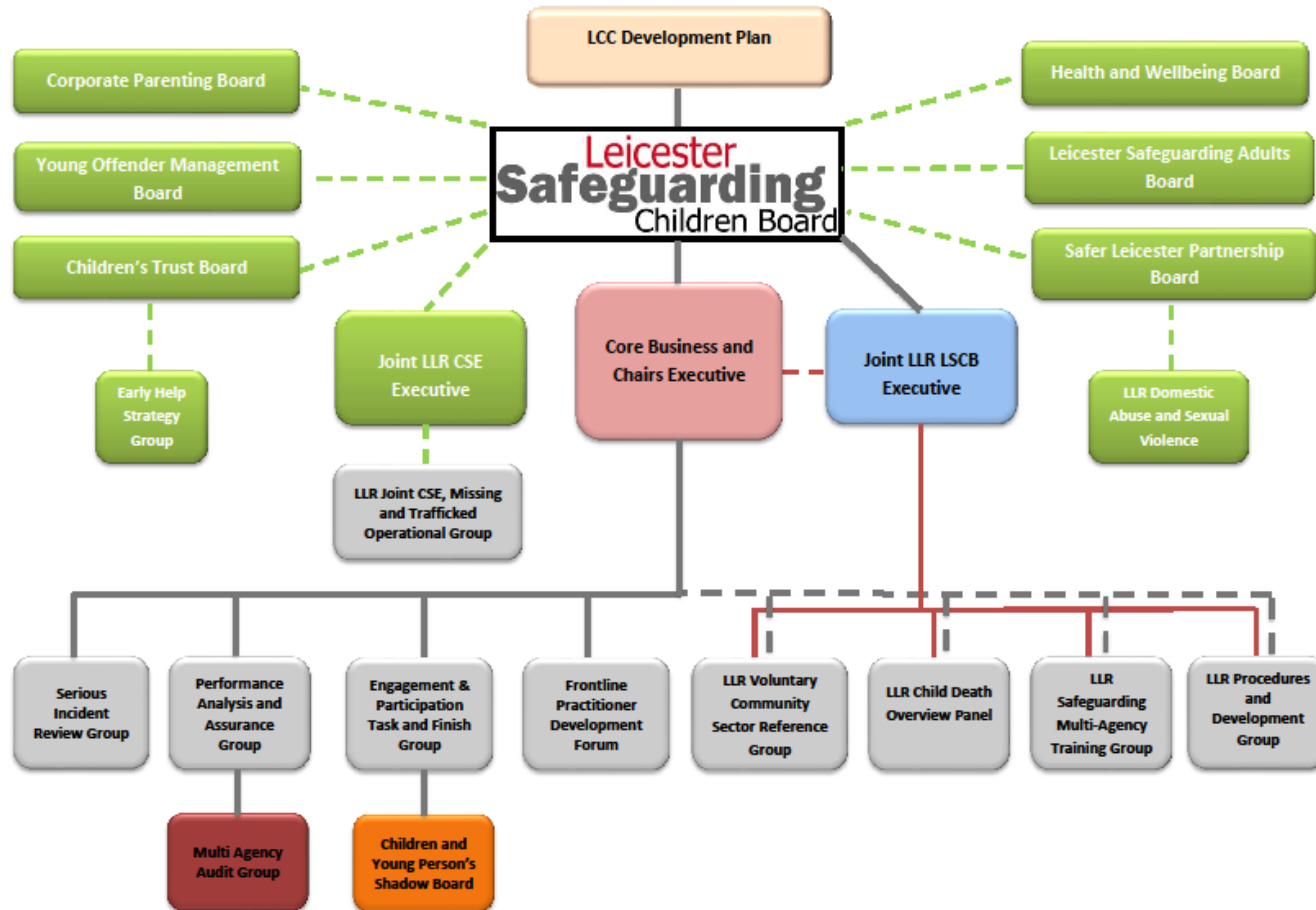 LCC Development Plan
Corporate Parenting Board
Health and Wellbeing Board
Leicester
Safeguarding
Children Board
Young Offender Management
Board
Leicester Safeguarding Adults
Board
Children's Trust Board
Safer Leicester Partnership
Board
Joint LLR CSE
Executive
Core Business and
Chairs Executive
Joint LLR LSCB
Executive
Early Help
Strategy
Group
LLR Domestic
Abuse and Sexual
Violence
LLR Joint CSE, Missing
and Trafficked
Operational Group
Serious
Incident
Review Group
Performance
Analysis and
Assurance
Group
Engagement &
Participation
Task and Finish
Group
Frontline
Practitioner
Development
Forum
LLR Voluntary
Community
Sector Reference
Group
LLR Child Death
Overview Panel
LLR
Safeguarding
Multi-Agency
Training Group
LLR Procedures
and
Development
Group
Multi Agency
Audit Group
Children and
Young Person's
Shadow Board